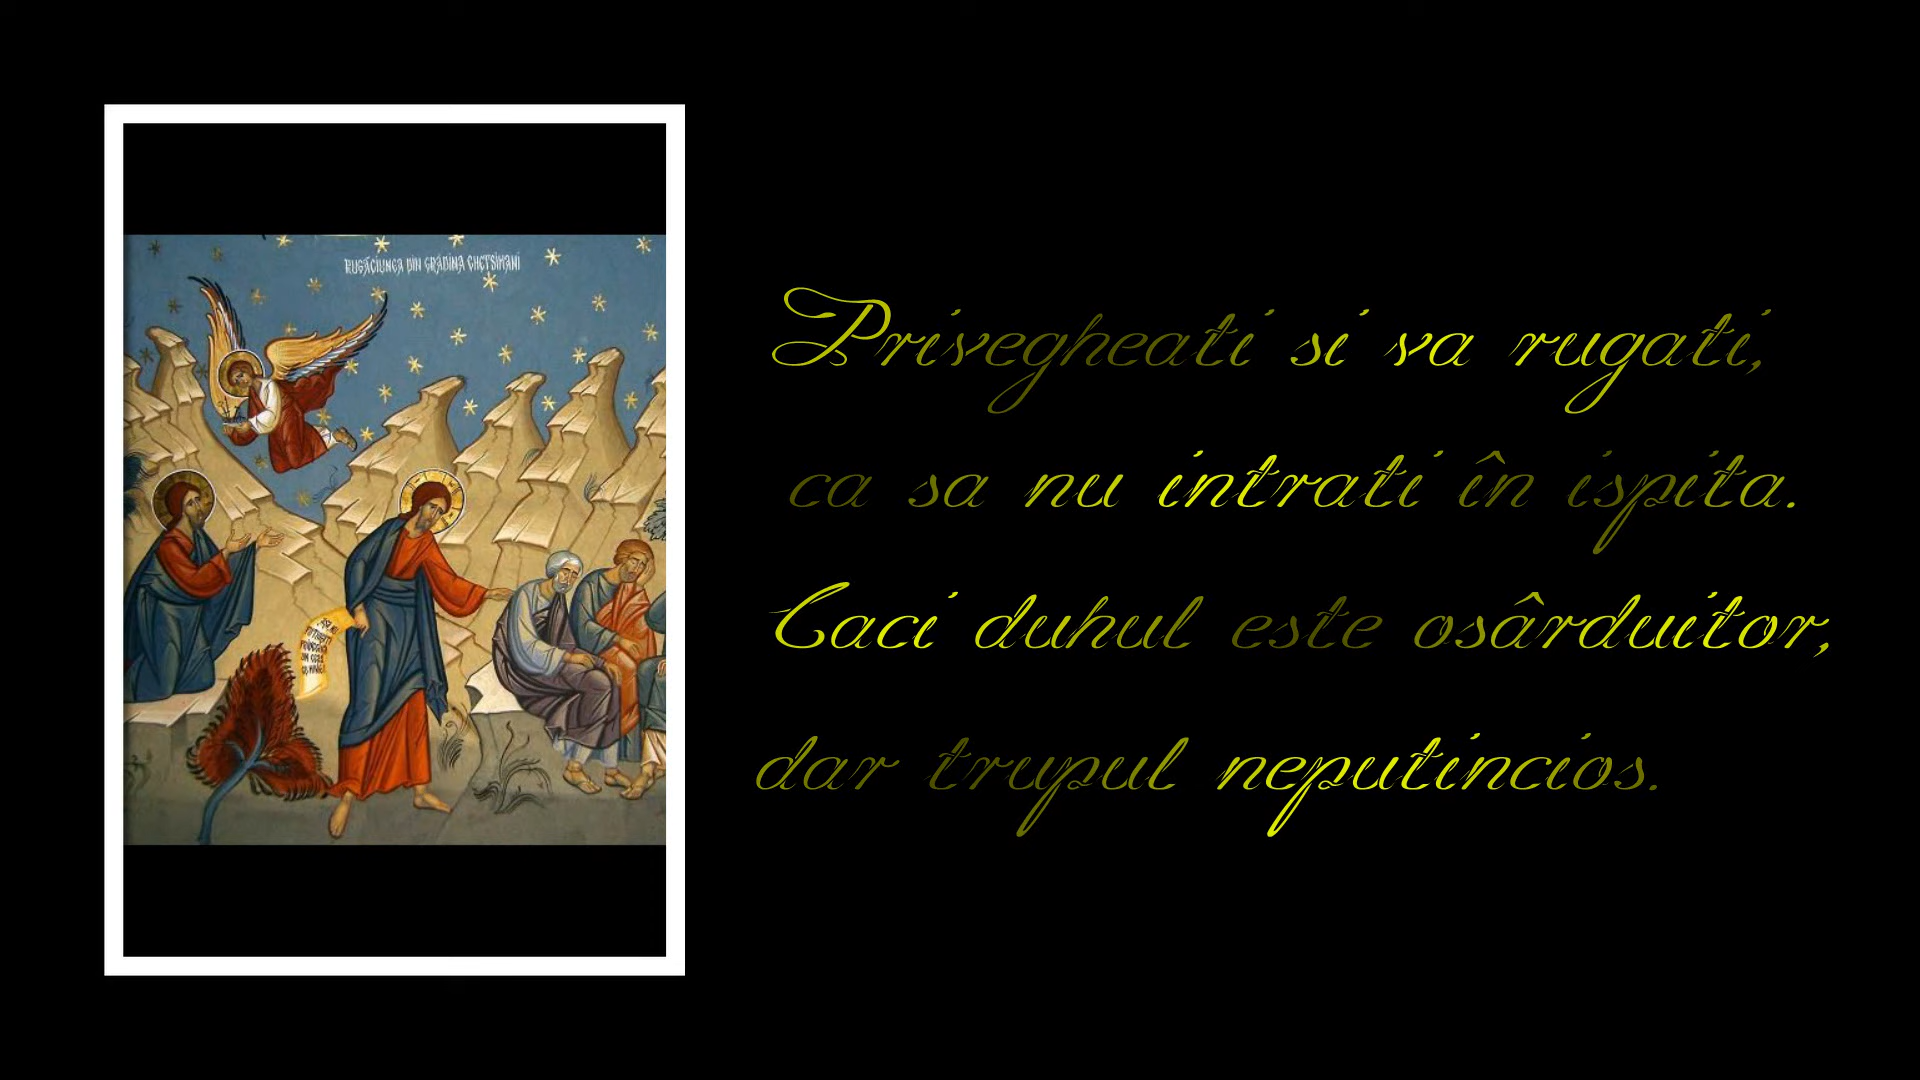 RUGĂCIUNEA DIN GRĂDINA GHETSIMANI
Privegheati si va rugati,
ca sa nu intrati în ispita.
Caci duhul este osârduitor,
dar trupul neputincios.